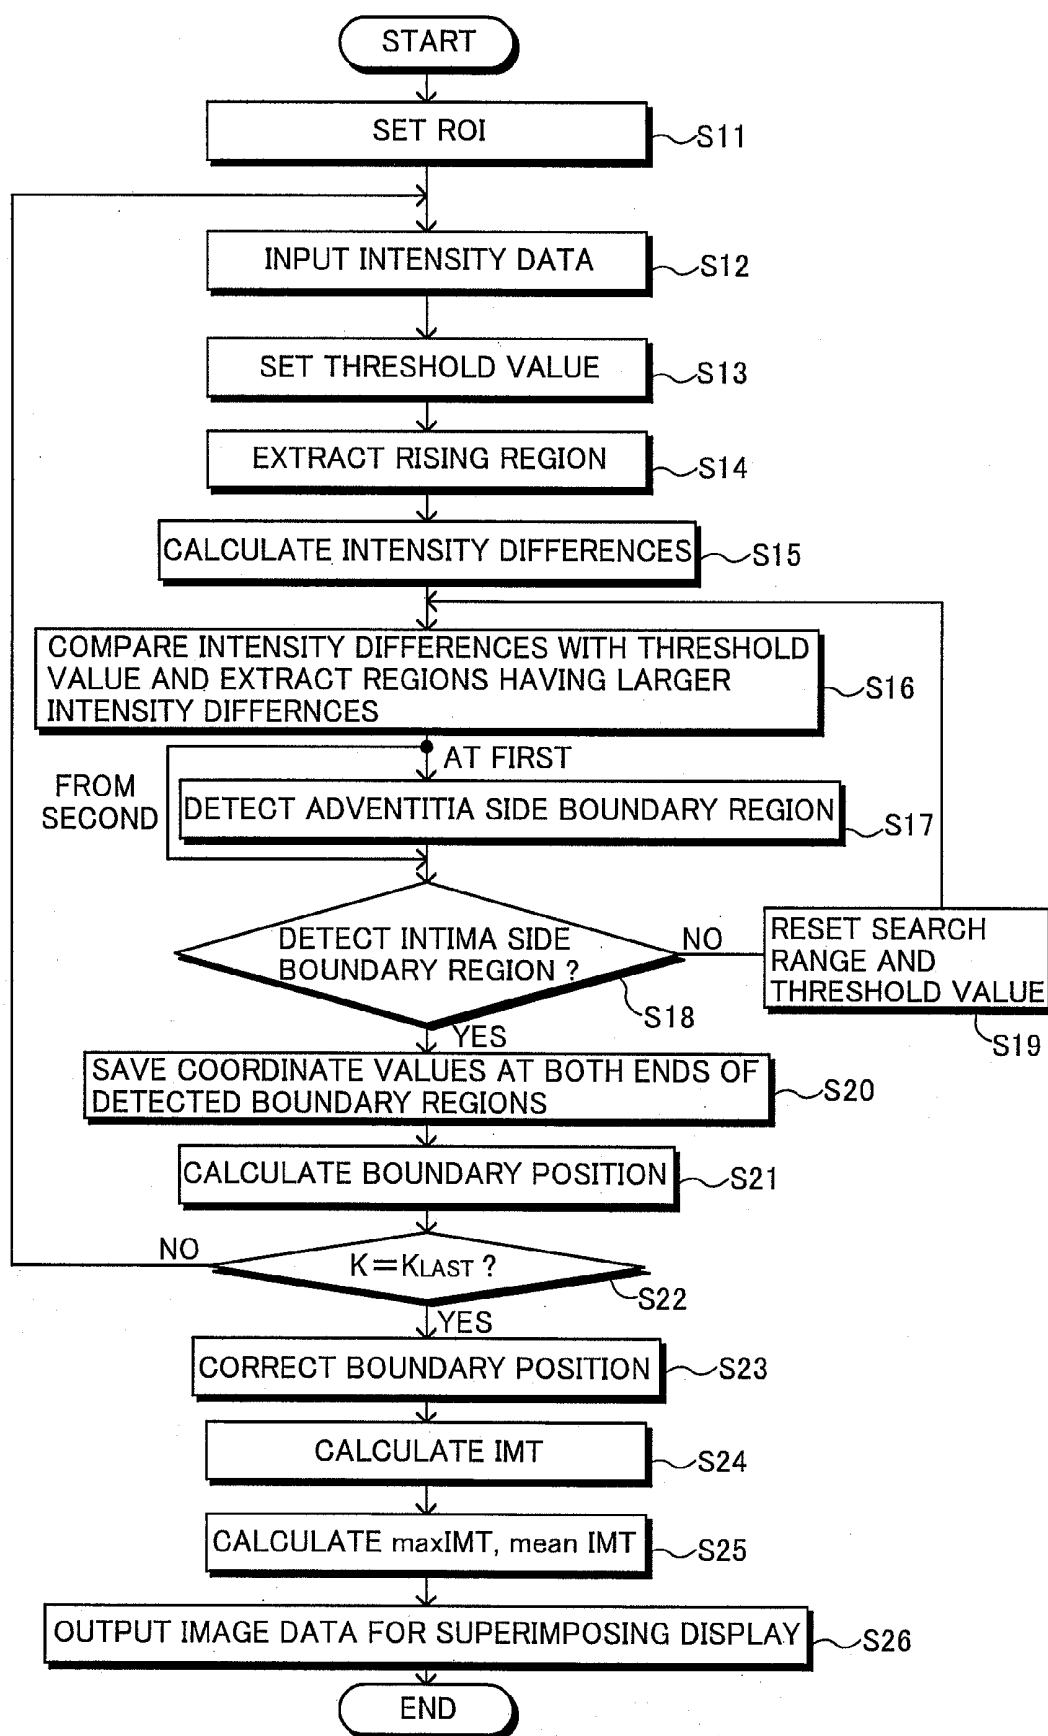 START
SET ROI
S11
INPUT INTENSITY DATA
S12
SET THRESHOLD VALUE
S13
EXTRACT RISING REGION
S14
CALCULATE INTENSITY DIFFERENCES
S15
COMPARE INTENSITY DIFFERENCES WITH THRESHOLD
VALUE AND EXTRACT REGIONS HAVING LARGER
INTENSITY DIFFERNCES
S16
AT FIRST
FROM
SECOND
DETECT ADVENTITIA SIDE BOUNDARY REGION
S17
DETECT INTIMA SIDE
BOUNDARY REGION ?
S18
NO
RESET SEARCH
RANGE AND
THRESHOLD VALUE
S19
YES
SAVE COORDINATE VALUES AT BOTH ENDS OF
DETECTED BOUNDARY REGIONS
S20
CALCULATE BOUNDARY POSITION
S21
NO
K=KLAST ?
S22
YES
CORRECT BOUNDARY POSITION
S23
CALCULATE IMT
S24
CALCULATE maxIMT, mean IMT
S25
OUTPUT IMAGE DATA FOR SUPERIMPOSING DISPLAY
S26
END